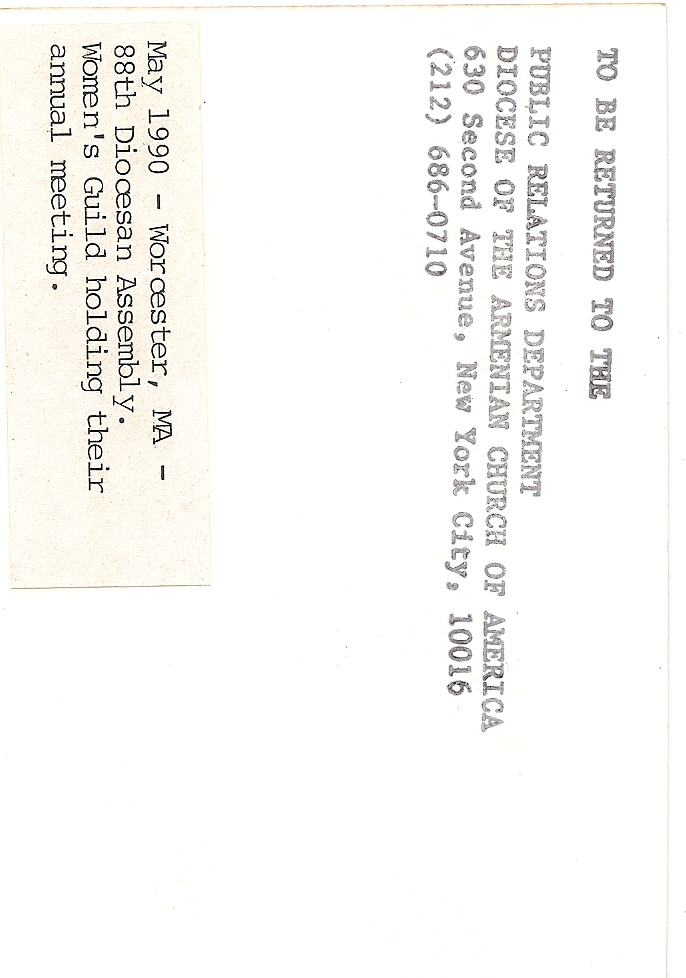 TO BE RETURNED TO THE
PUBLIC RELATIONS DEPARTMENT
DIOCESE OF THE ARMENIAN CHURCH OF AMERICA
630 Second Avenue, New York City, 10016
(212) 686-0710
May 1990 - Worcester, MA -
88th Diocesan Assembly.
Women's Guild holding their
annual meeting.